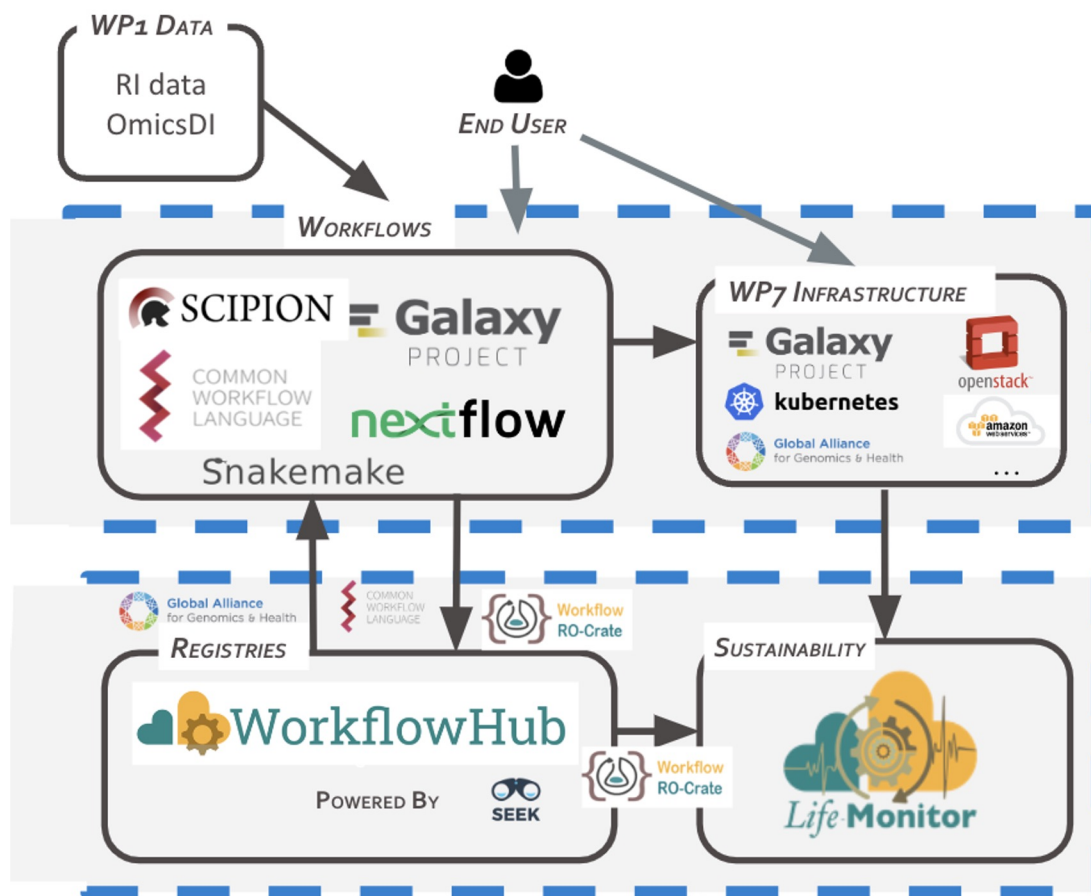 WP1 DATA
RI data
OmicsDI
END USER
WORKFLOWS
SCIPION
Galaxy
PROJECT
COMMON
WORKFLOW
LANGUAGE
nextflow
Snakemake
WP7 INFRASTRUCTURE
Galaxy
PROJECT
openstack™
kubernetes
amazon
web services™
Global Alliance
for Genomics & Health
...
Global Alliance
for Genomics & Health
COMMON
WORKFLOW
LANGUAGE
Workflow
RO-Crate
REGISTRIES
WorkflowHub
POWERED BY
SEEK
Workflow
RO-Crate
SUSTAINABILITY
Life-Monitor